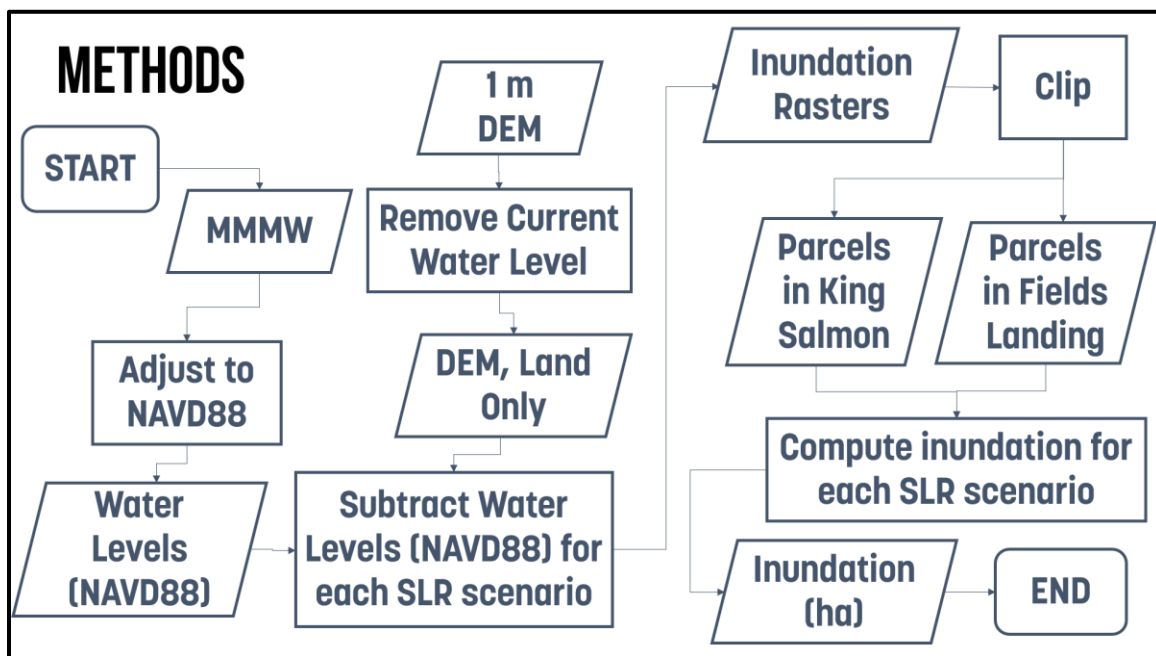 METHODS
START
MMMW
Adjust to
NAVD88
Water
Levels
(NAVD88)
1 m
DEM
Remove Current
Water Level
DEM, Land
Only
Subtract Water
Levels (NAVD88) for
each SLR scenario
Inundation
Rasters
Clip
Parcels
in King
Salmon
Parcels
in Fields
Landing
Compute inundation for
each SLR scenario
Inundation
(ha)
END